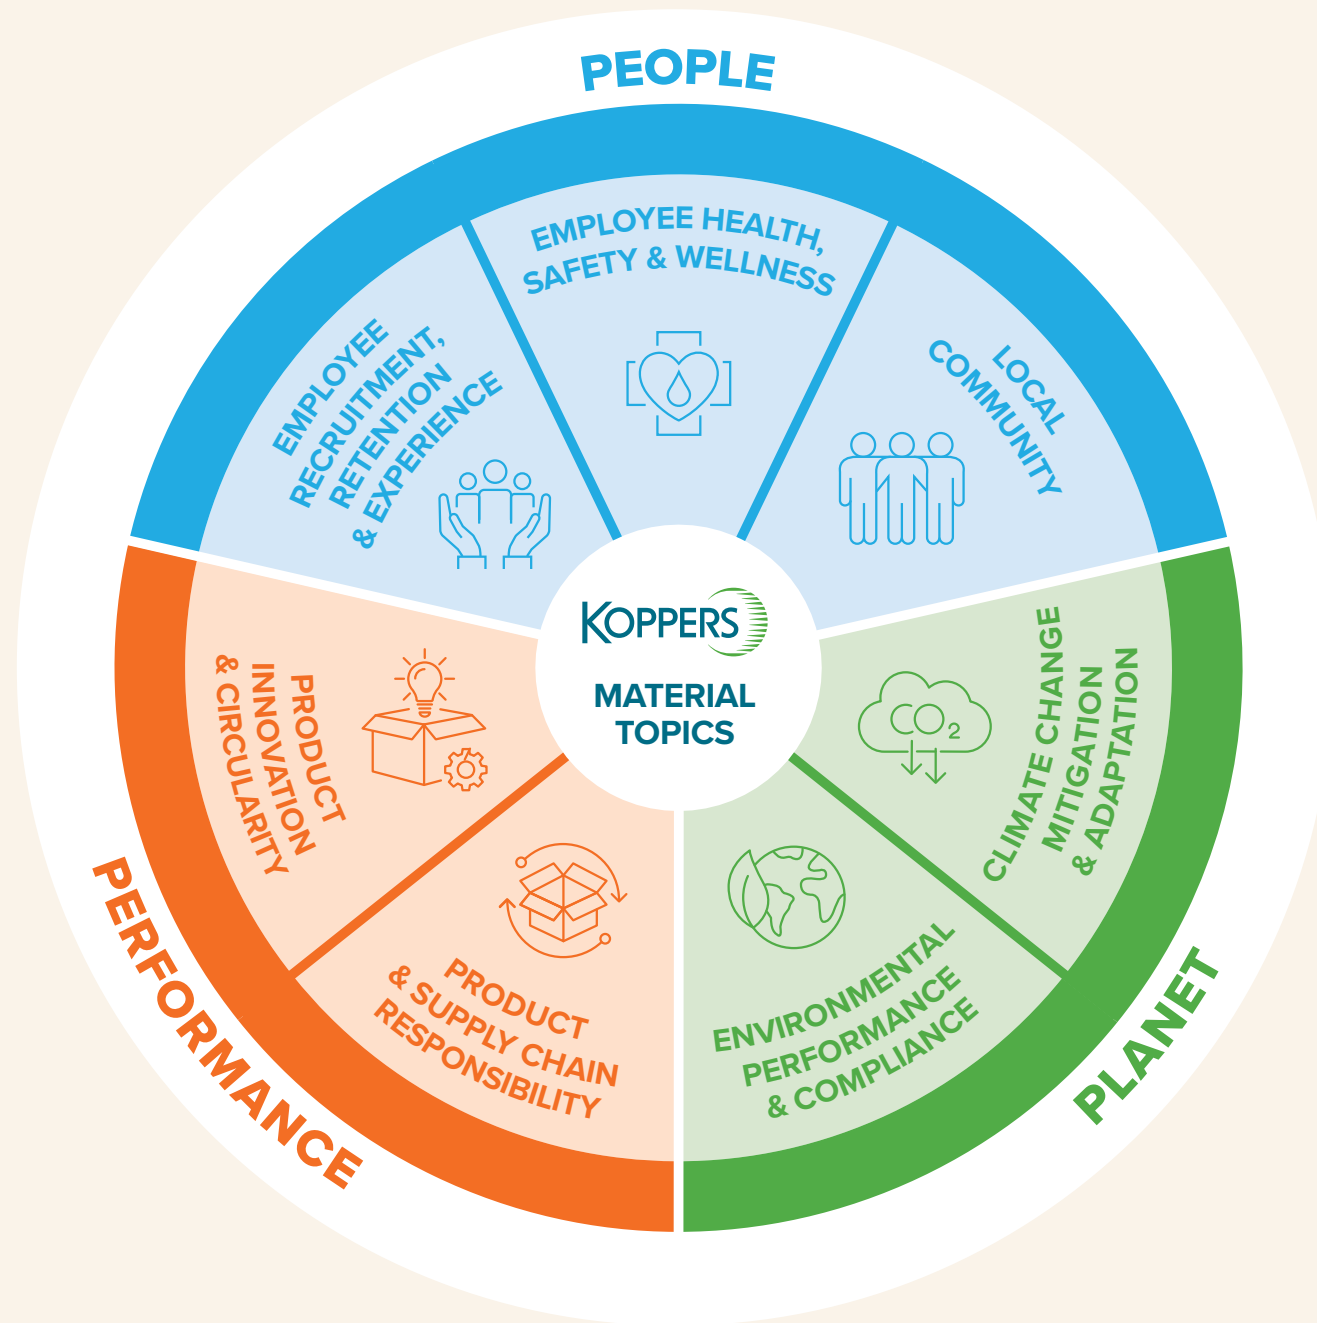 PEOPLE
EMPLOYEE
RECRUITMENT,
RETENTION
& EXPERIENCE
EMPLOYEE HEALTH,
SAFETY & WELLNESS
LOCAL
COMMUNITY
KOPPERS
MATERIAL
TOPICS
PRODUCT
INNOVATION
& CIRCULARITY
PRODUCT
& SUPPLY CHAIN
RESPONSIBILITY
PERFORMANCE
CO2
CLIMATE CHANGE
MITIGATION
& ADAPTATION
ENVIRONMENTAL
PERFORMANCE
& COMPLIANCE
PLANET